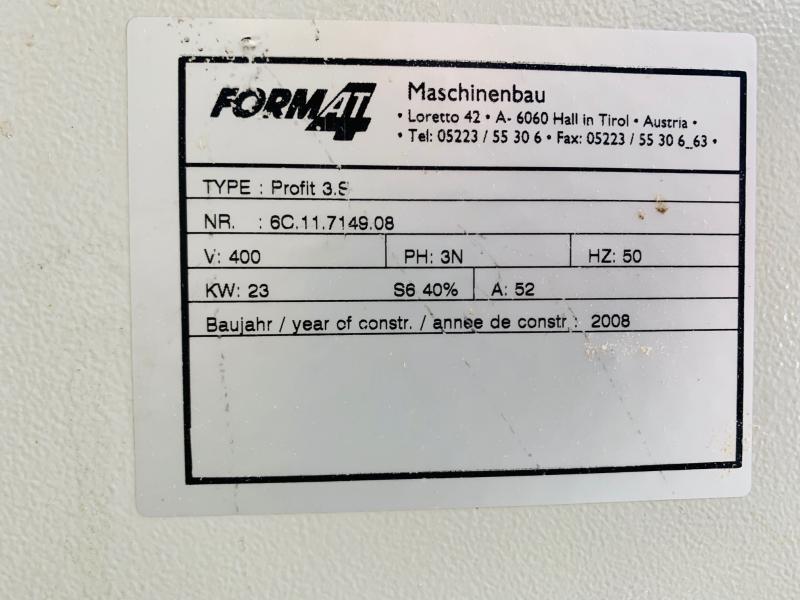 FORMAT 4
Maschinenbau
• Loretto 42 • A- 6060 Hall in Tirol • Austria •
• Tel: 05223 / 55 30 6 • Fax: 05223 / 55 30 6_63 •
TYPE : Profit 3.S
NR. : 6C.11.7149.08
V: 400 PH: 3N HZ: 50
KW: 23 S6 40% A: 52
Baujahr / year of constr. / annee de constr : 2008